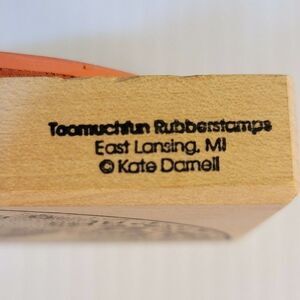 Toomuchfun Rubberstamps
East Lansing, MI
© Kate Darnell